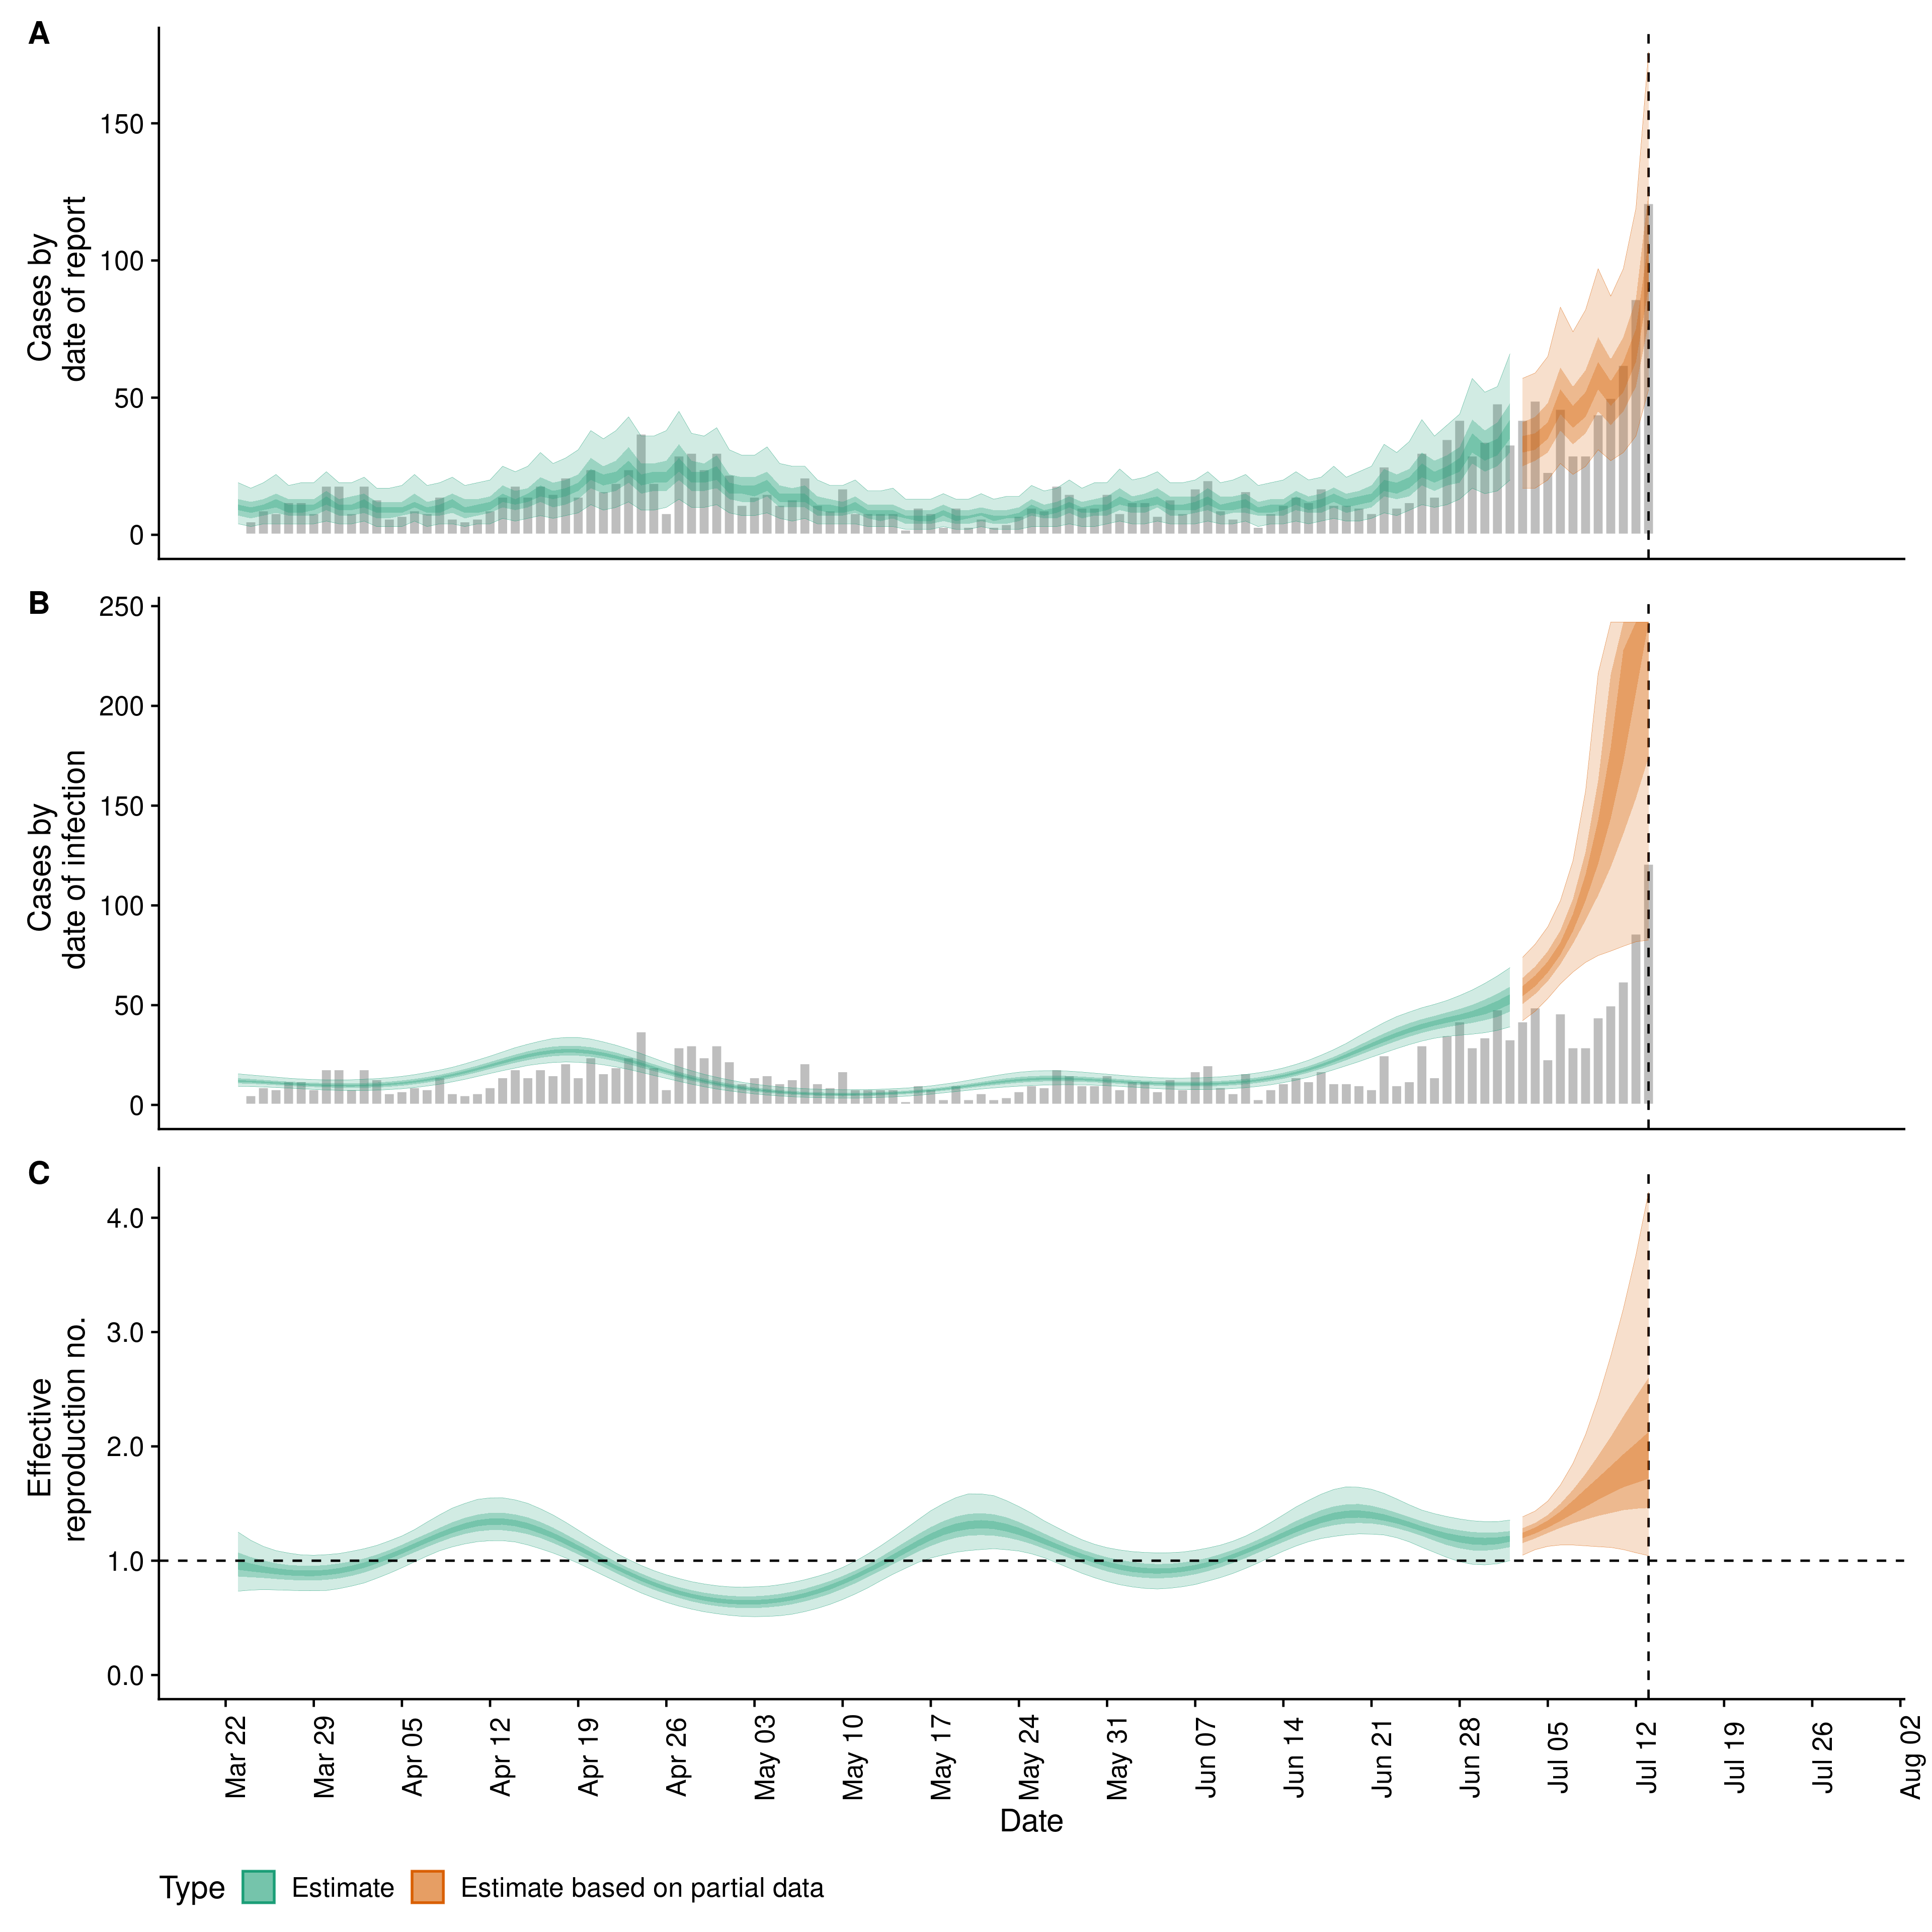 A
Cases by
date of report
150
100
50
0
B
Cases by
date of infection
250
200
150
100
50
0
C
Effective
reproduction no.
4.0
3.0
2.0
1.0
0.0
Mar 22
Mar 29
Apr 05
Apr 12
Apr 19
Apr 26
May 03
May 10
May 17
May 24
May 31
Jun 07
Jun 14
Jun 21
Jun 28
Jul 05
Jul 12
Jul 19
Jul 26
Aug 02
Date
Type Estimate Estimate based on partial data